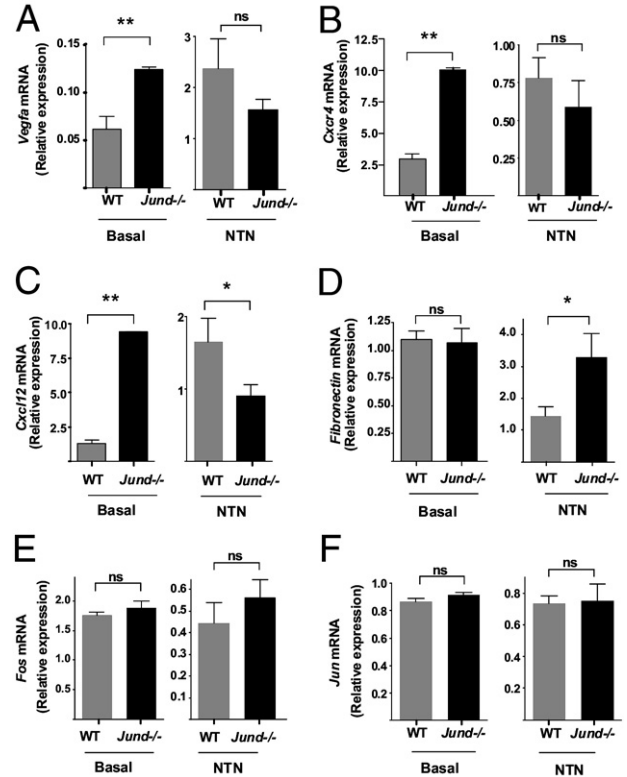 A
Vegfa mRNA
(Relative expression)
**
0.15
0.10
0.05
WT Jund-/-
Basal
ns
3
2
1
WT Jund-/-
NTN
B
Cxcr4 mRNA
(Relative expression)
**
12.5
10.0
7.5
5.0
2.5
WT Jund-/-
Basal
ns
1.00
0.75
0.50
0.25
WT Jund-/-
NTN
C
Cxcl12 mRNA
(Relative expression)
**
10.0
7.5
5.0
2.5
WT Jund-/-
Basal
*
2
1
WT Jund-/-
NTN
D
Fibronectin mRNA
(Relative expression)
ns
1.25
1.00
0.75
0.50
0.25
WT Jund-/-
Basal
*
4.0
3.0
2.0
1.0
WT Jund-/-
NTN
E
Fos mRNA
(Relative expression)
ns
2.0
1.5
1.0
0.5
WT Jund-/-
Basal
ns
0.6
0.5
0.4
0.3
0.2
0.1
WT Jund-/-
NTN
F
Jun mRNA
(Relative expression)
ns
1.0
0.8
0.6
0.4
0.2
WT Jund-/-
Basal
ns
0.8
0.6
0.4
0.2
WT Jund-/-
NTN